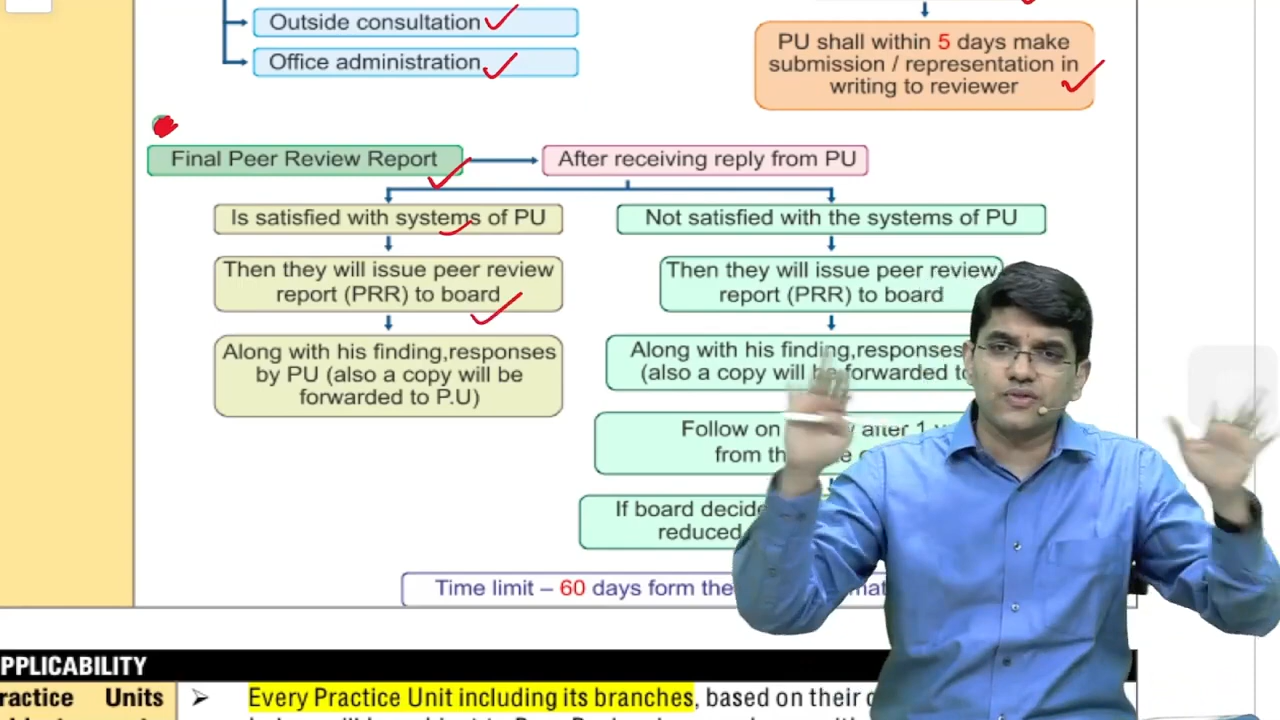 Outside consultation
Office administration
PU shall within 5 days make
submission / representation in
writing to reviewer
Final Peer Review Report
After receiving reply from PU
Is satisfied with systems of PU
Then they will issue peer review
report (PRR) to board
Along with his finding,responses
by PU (also a copy will be
forwarded to P.U)
Not satisfied with the systems of PU
Then they will issue peer review
report (PRR) to board
Along with his finding,responses
(also a copy will be forwarded to
Follow on after 1
from
If board
reduced
Time limit – 60 days form the
PPLICABILITY
ractice Units
Every Practice Unit including its branches, based on their